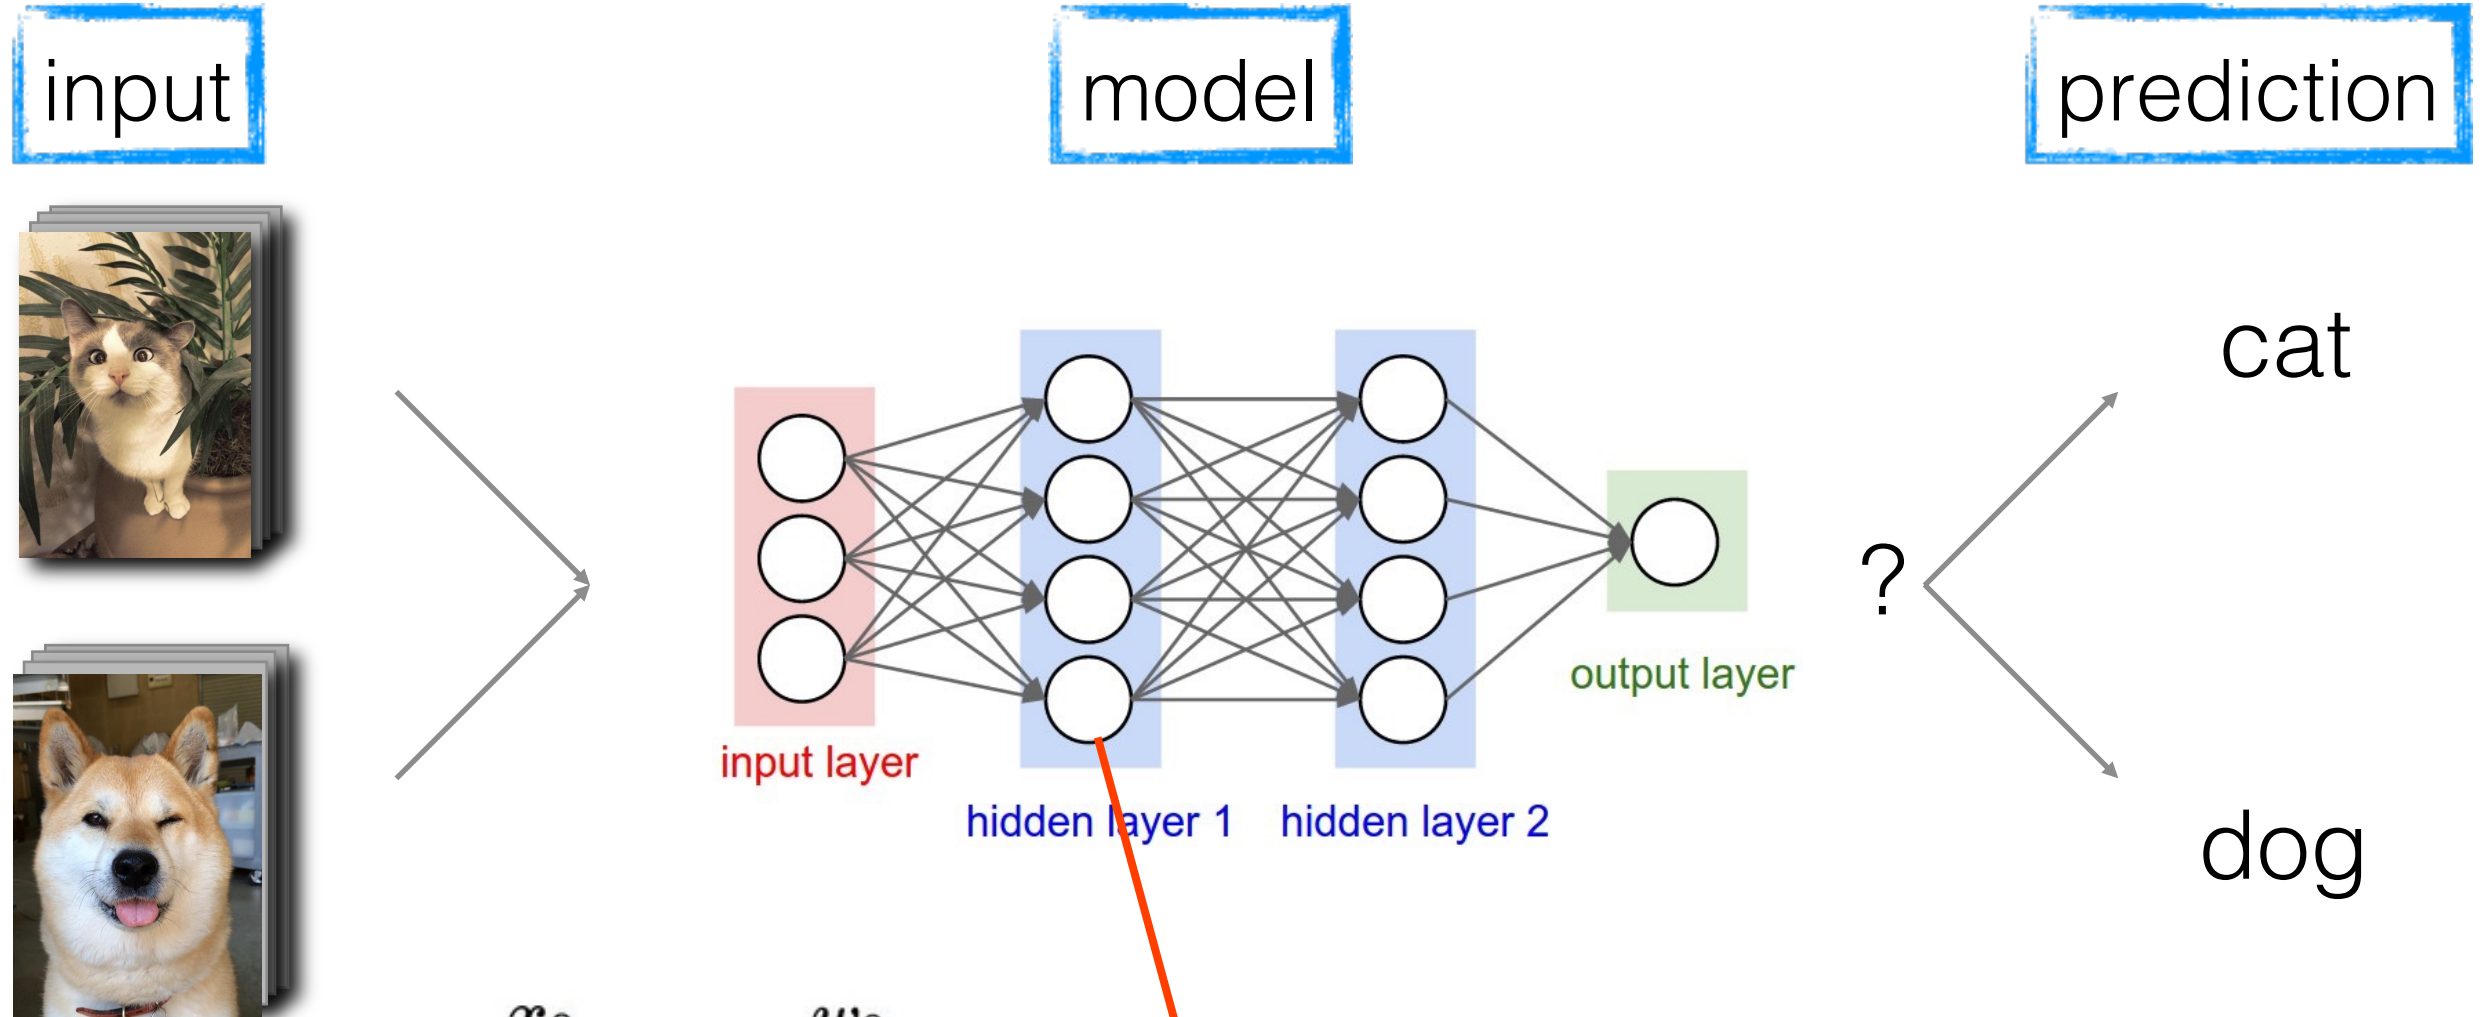 input
model
prediction
cat
?
output layer
input layer
hidden layer 1
hidden layer 2
dog